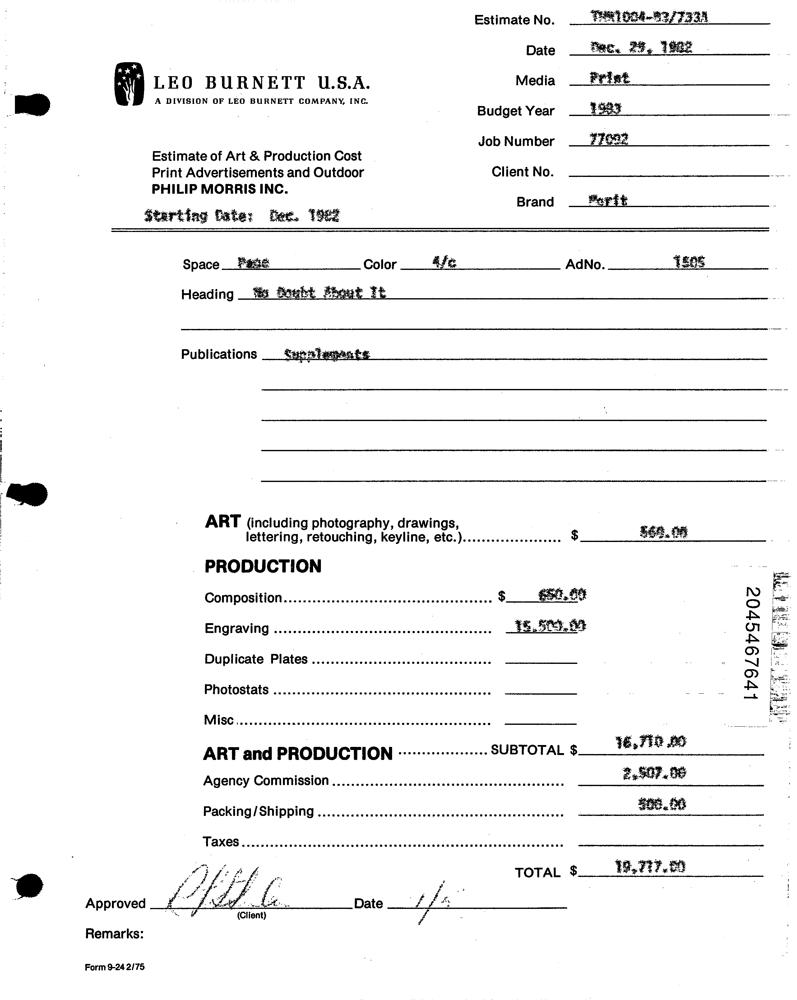 Estimate No. TMR1004-83/733A
Date Dec. 29, 1982
LEO BURNETT U.S.A.
A DIVISION OF LEO BURNETT COMPANY, INC.
Media Print
Budget Year 1983
Job Number 77092
Estimate of Art & Production Cost
Print Advertisements and Outdoor
PHILIP MORRIS INC.
Client No.
Brand Merit
Starting Date: Dec. 1982
Space Page Color 4/c AdNo. 1505
Heading No Doubt About It
Publications Supplements
ART (including photography, drawings,
lettering, retouching, keyline, etc.)..................... $ 560.00
PRODUCTION
Composition............................................ $ 650.00
Engraving ............................................. 15,500.00
Duplicate Plates ......................................
Photostats .............................................
Misc.....................................................
ART and PRODUCTION ................... SUBTOTAL $ 16,710.00
Agency Commission .................................................. 2,507.00
Packing/Shipping ..................................................... 500.00
Taxes.....................................................................
TOTAL $ 19,717.00
Approved Date 1/5
(Client)
Remarks:
Form 9-24 2/75
2045467641